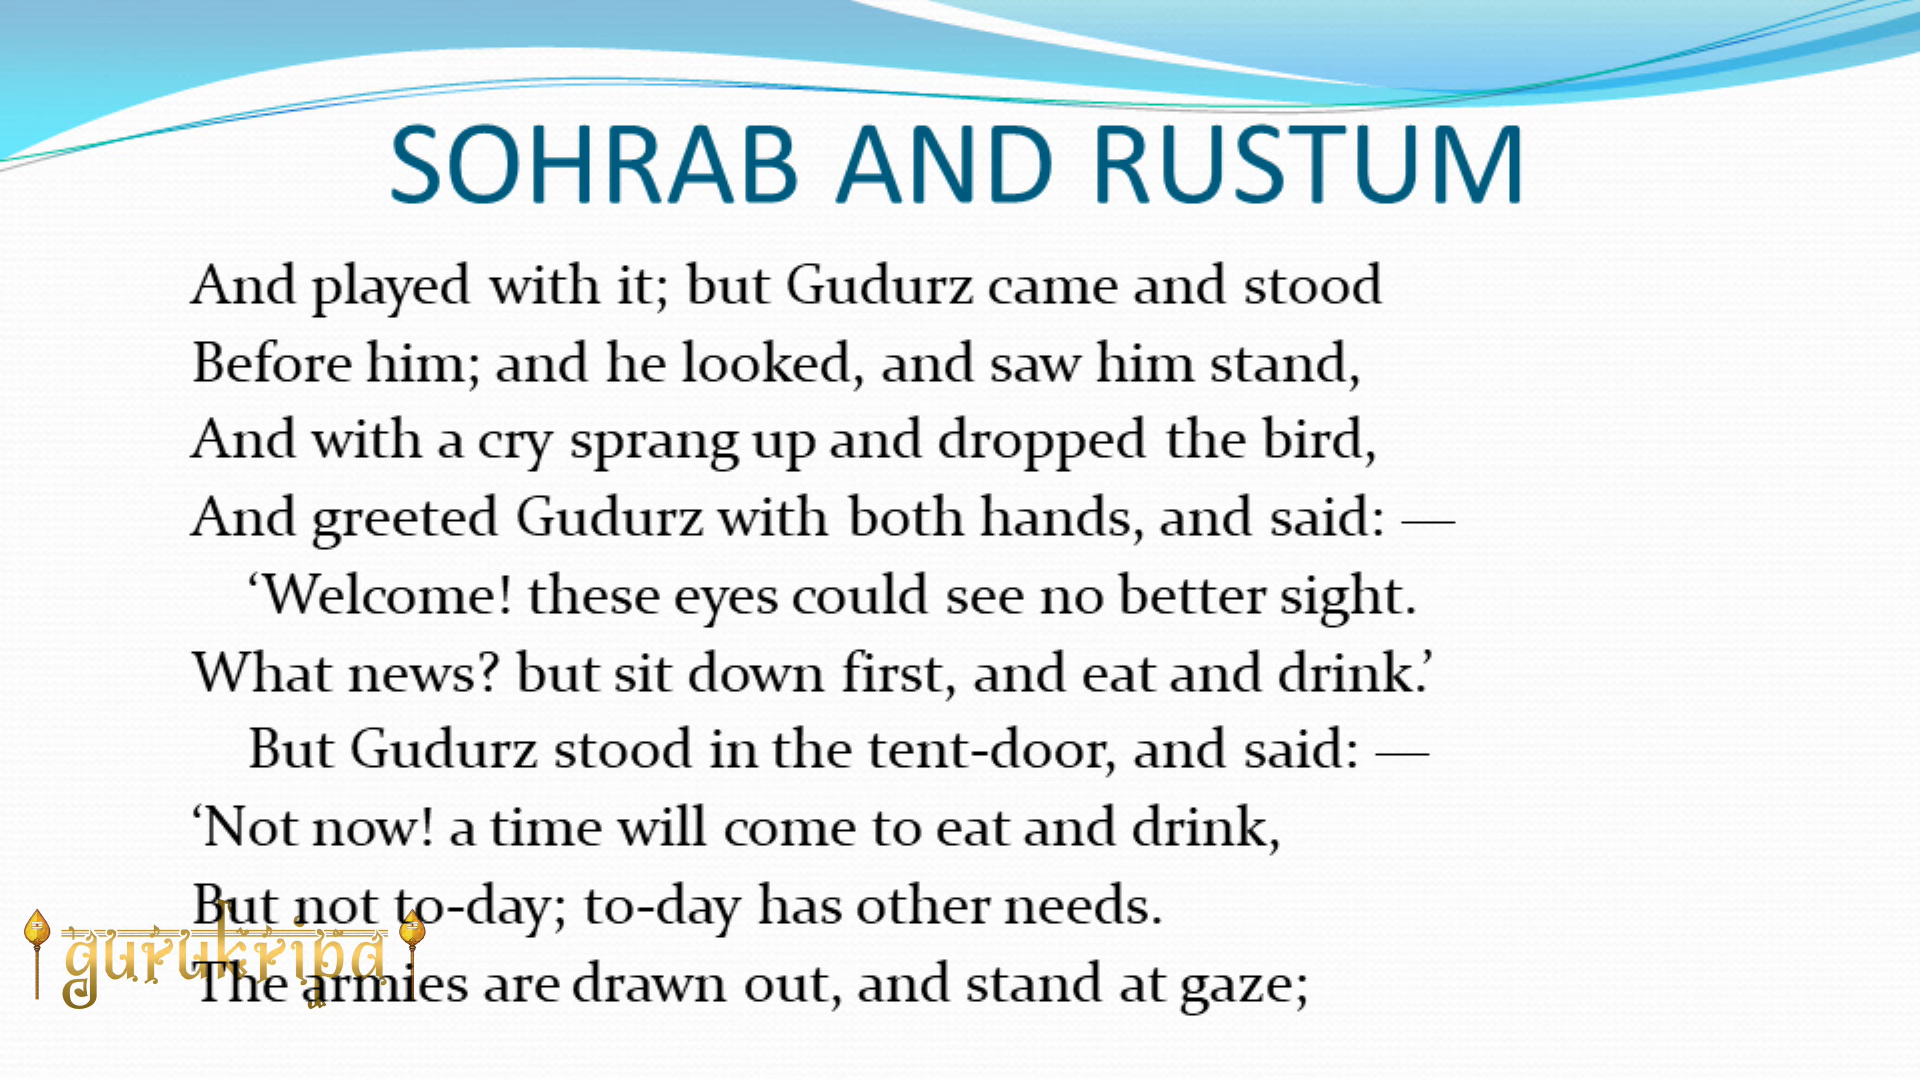 SOHRAB AND RUSTUM
And played with it; but Gudurz came and stood
Before him; and he looked, and saw him stand,
And with a cry sprang up and dropped the bird,
And greeted Gudurz with both hands, and said: —
‘Welcome! these eyes could see no better sight.
What news? but sit down first, and eat and drink.’
But Gudurz stood in the tent-door, and said: —
‘Not now! a time will come to eat and drink,
But not to-day; to-day has other needs.
gurukripa
The armies are drawn out, and stand at gaze;